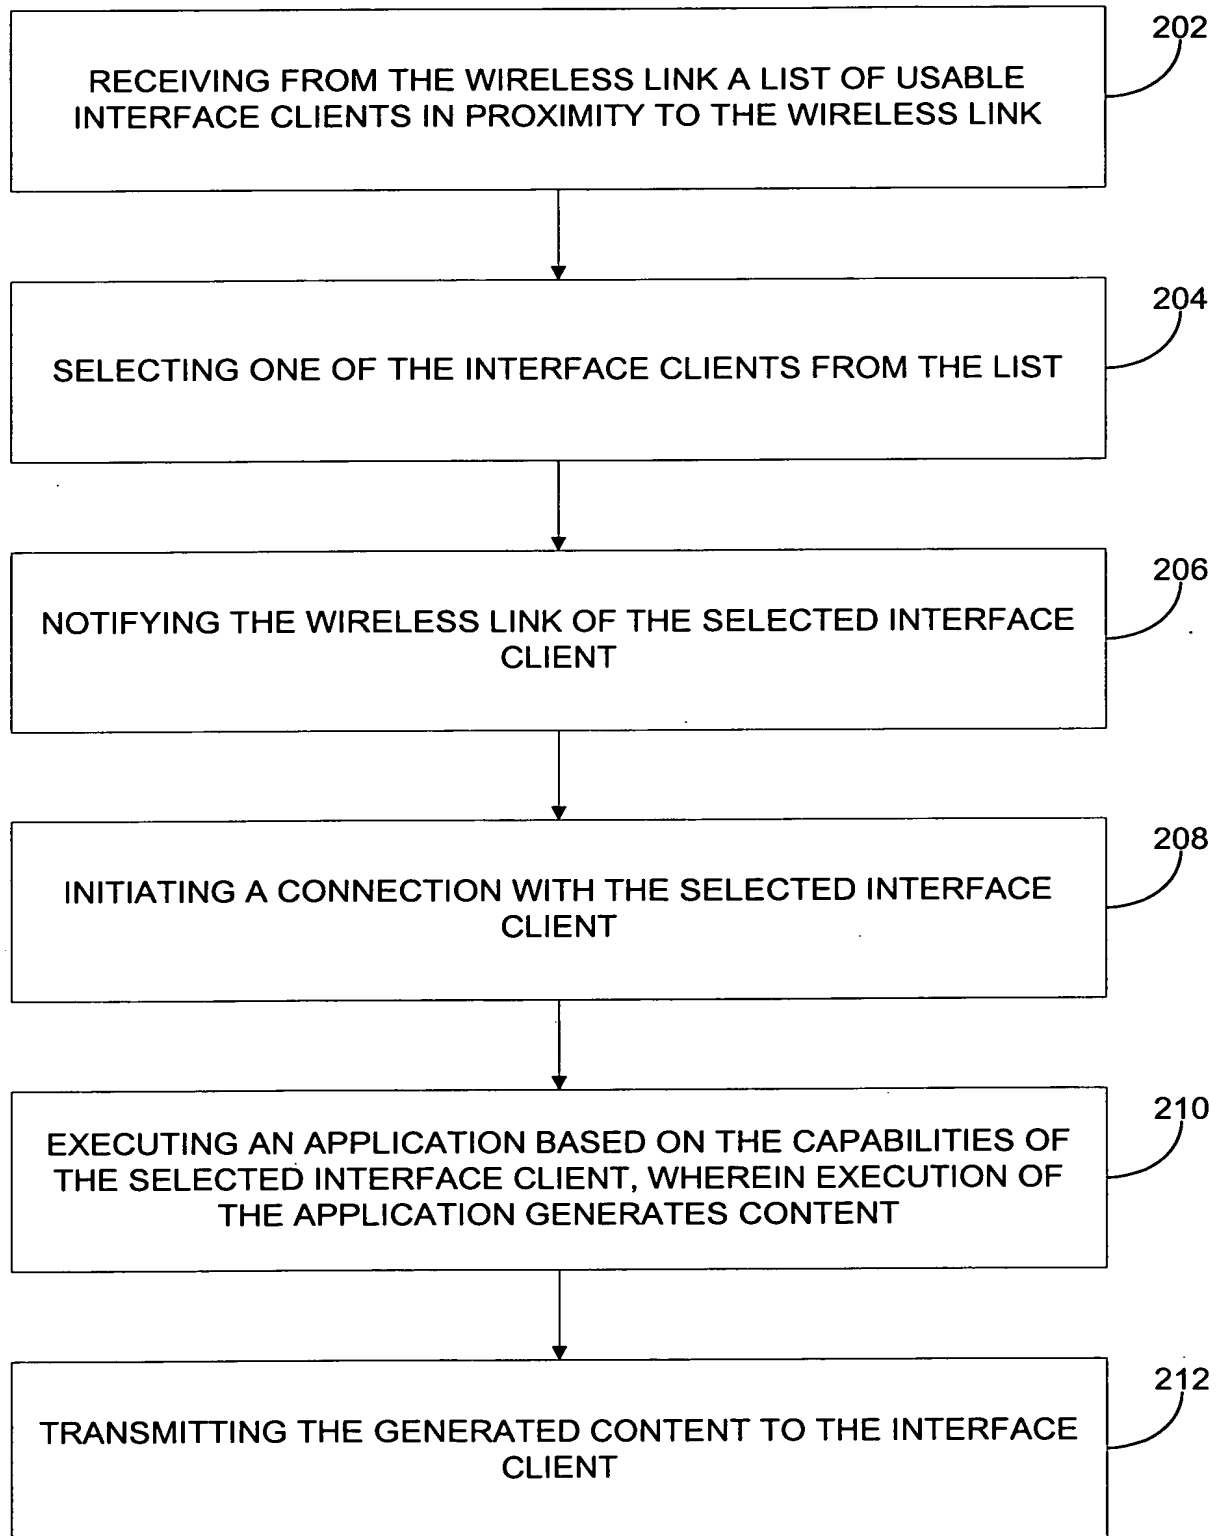 202
RECEIVING FROM THE WIRELESS LINK A LIST OF USABLE
INTERFACE CLIENTS IN PROXIMITY TO THE WIRELESS LINK
204
SELECTING ONE OF THE INTERFACE CLIENTS FROM THE LIST
206
NOTIFYING THE WIRELESS LINK OF THE SELECTED INTERFACE
CLIENT
208
INITIATING A CONNECTION WITH THE SELECTED INTERFACE
CLIENT
210
EXECUTING AN APPLICATION BASED ON THE CAPABILITIES OF
THE SELECTED INTERFACE CLIENT, WHEREIN EXECUTION OF
THE APPLICATION GENERATES CONTENT
212
TRANSMITTING THE GENERATED CONTENT TO THE INTERFACE
CLIENT